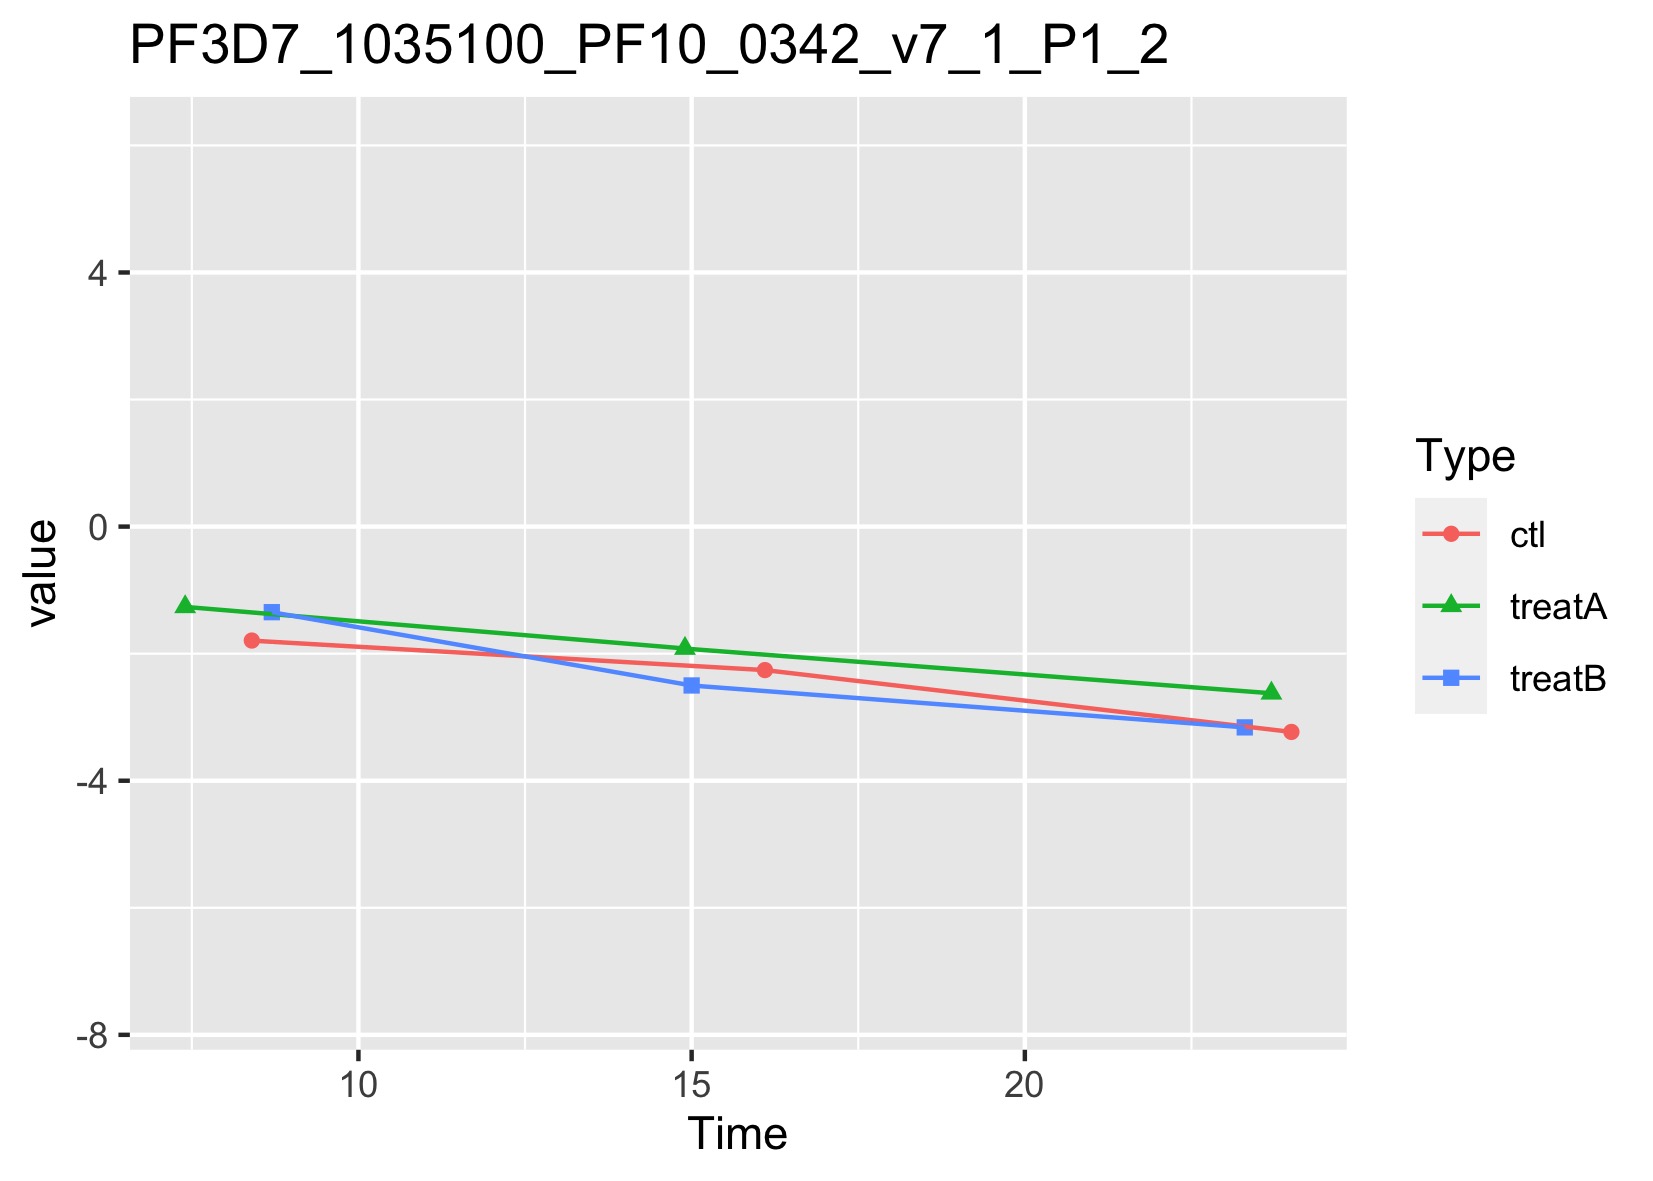 PF3D7_1035100_PF10_0342_v7_1_P1_2
4
0
-4
-8
value
10 15 20
Time
Type
ctl
treatA
treatB